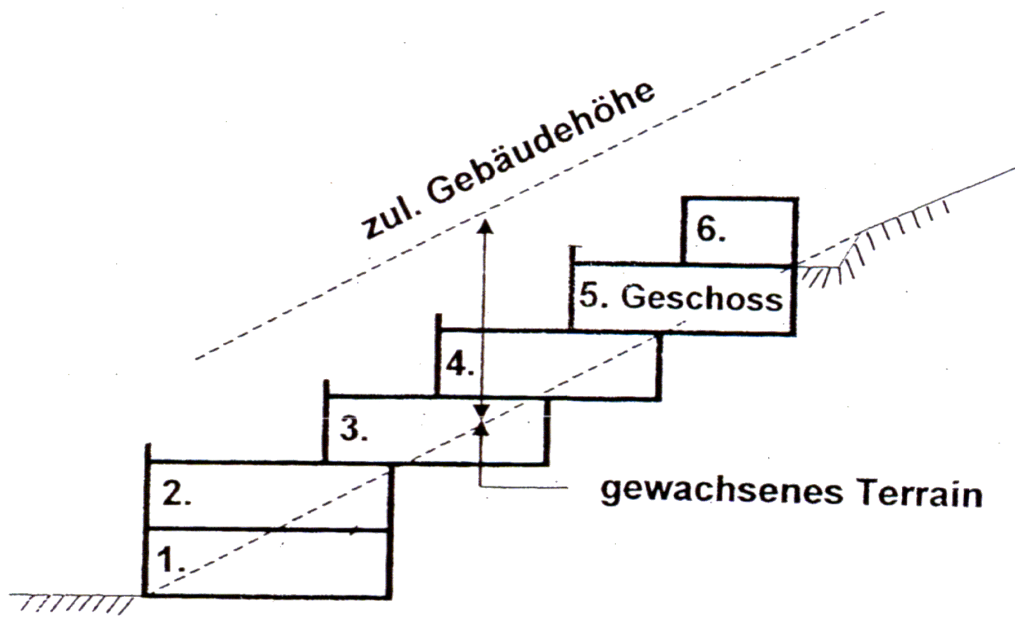 zul. Gebäudehöhe
6.
5. Geschoss
4.
3.
2.
gewachsenes Terrain
1.